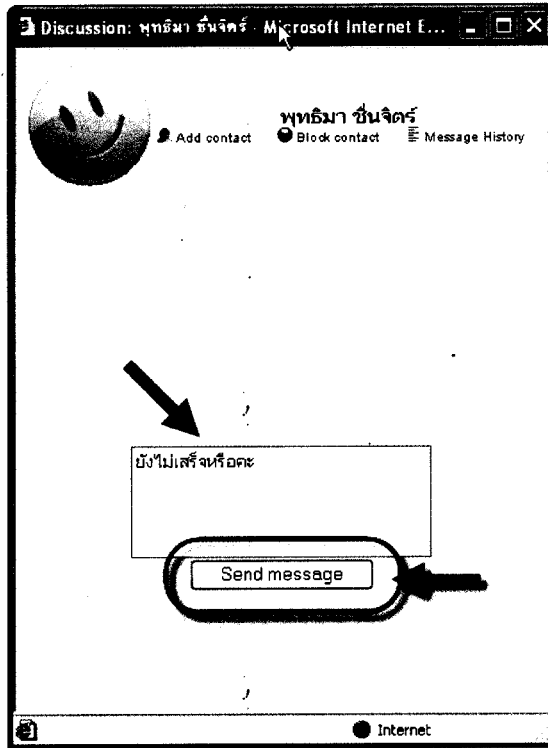 Discussion: พุทธิมา ชื่นจิตร์ - Microsoft Internet E...
พุทธิมา ชื่นจิตร์
Add contact Block contact Message History
ยังไม่เสร็จหรือคะ
Send message
Internet